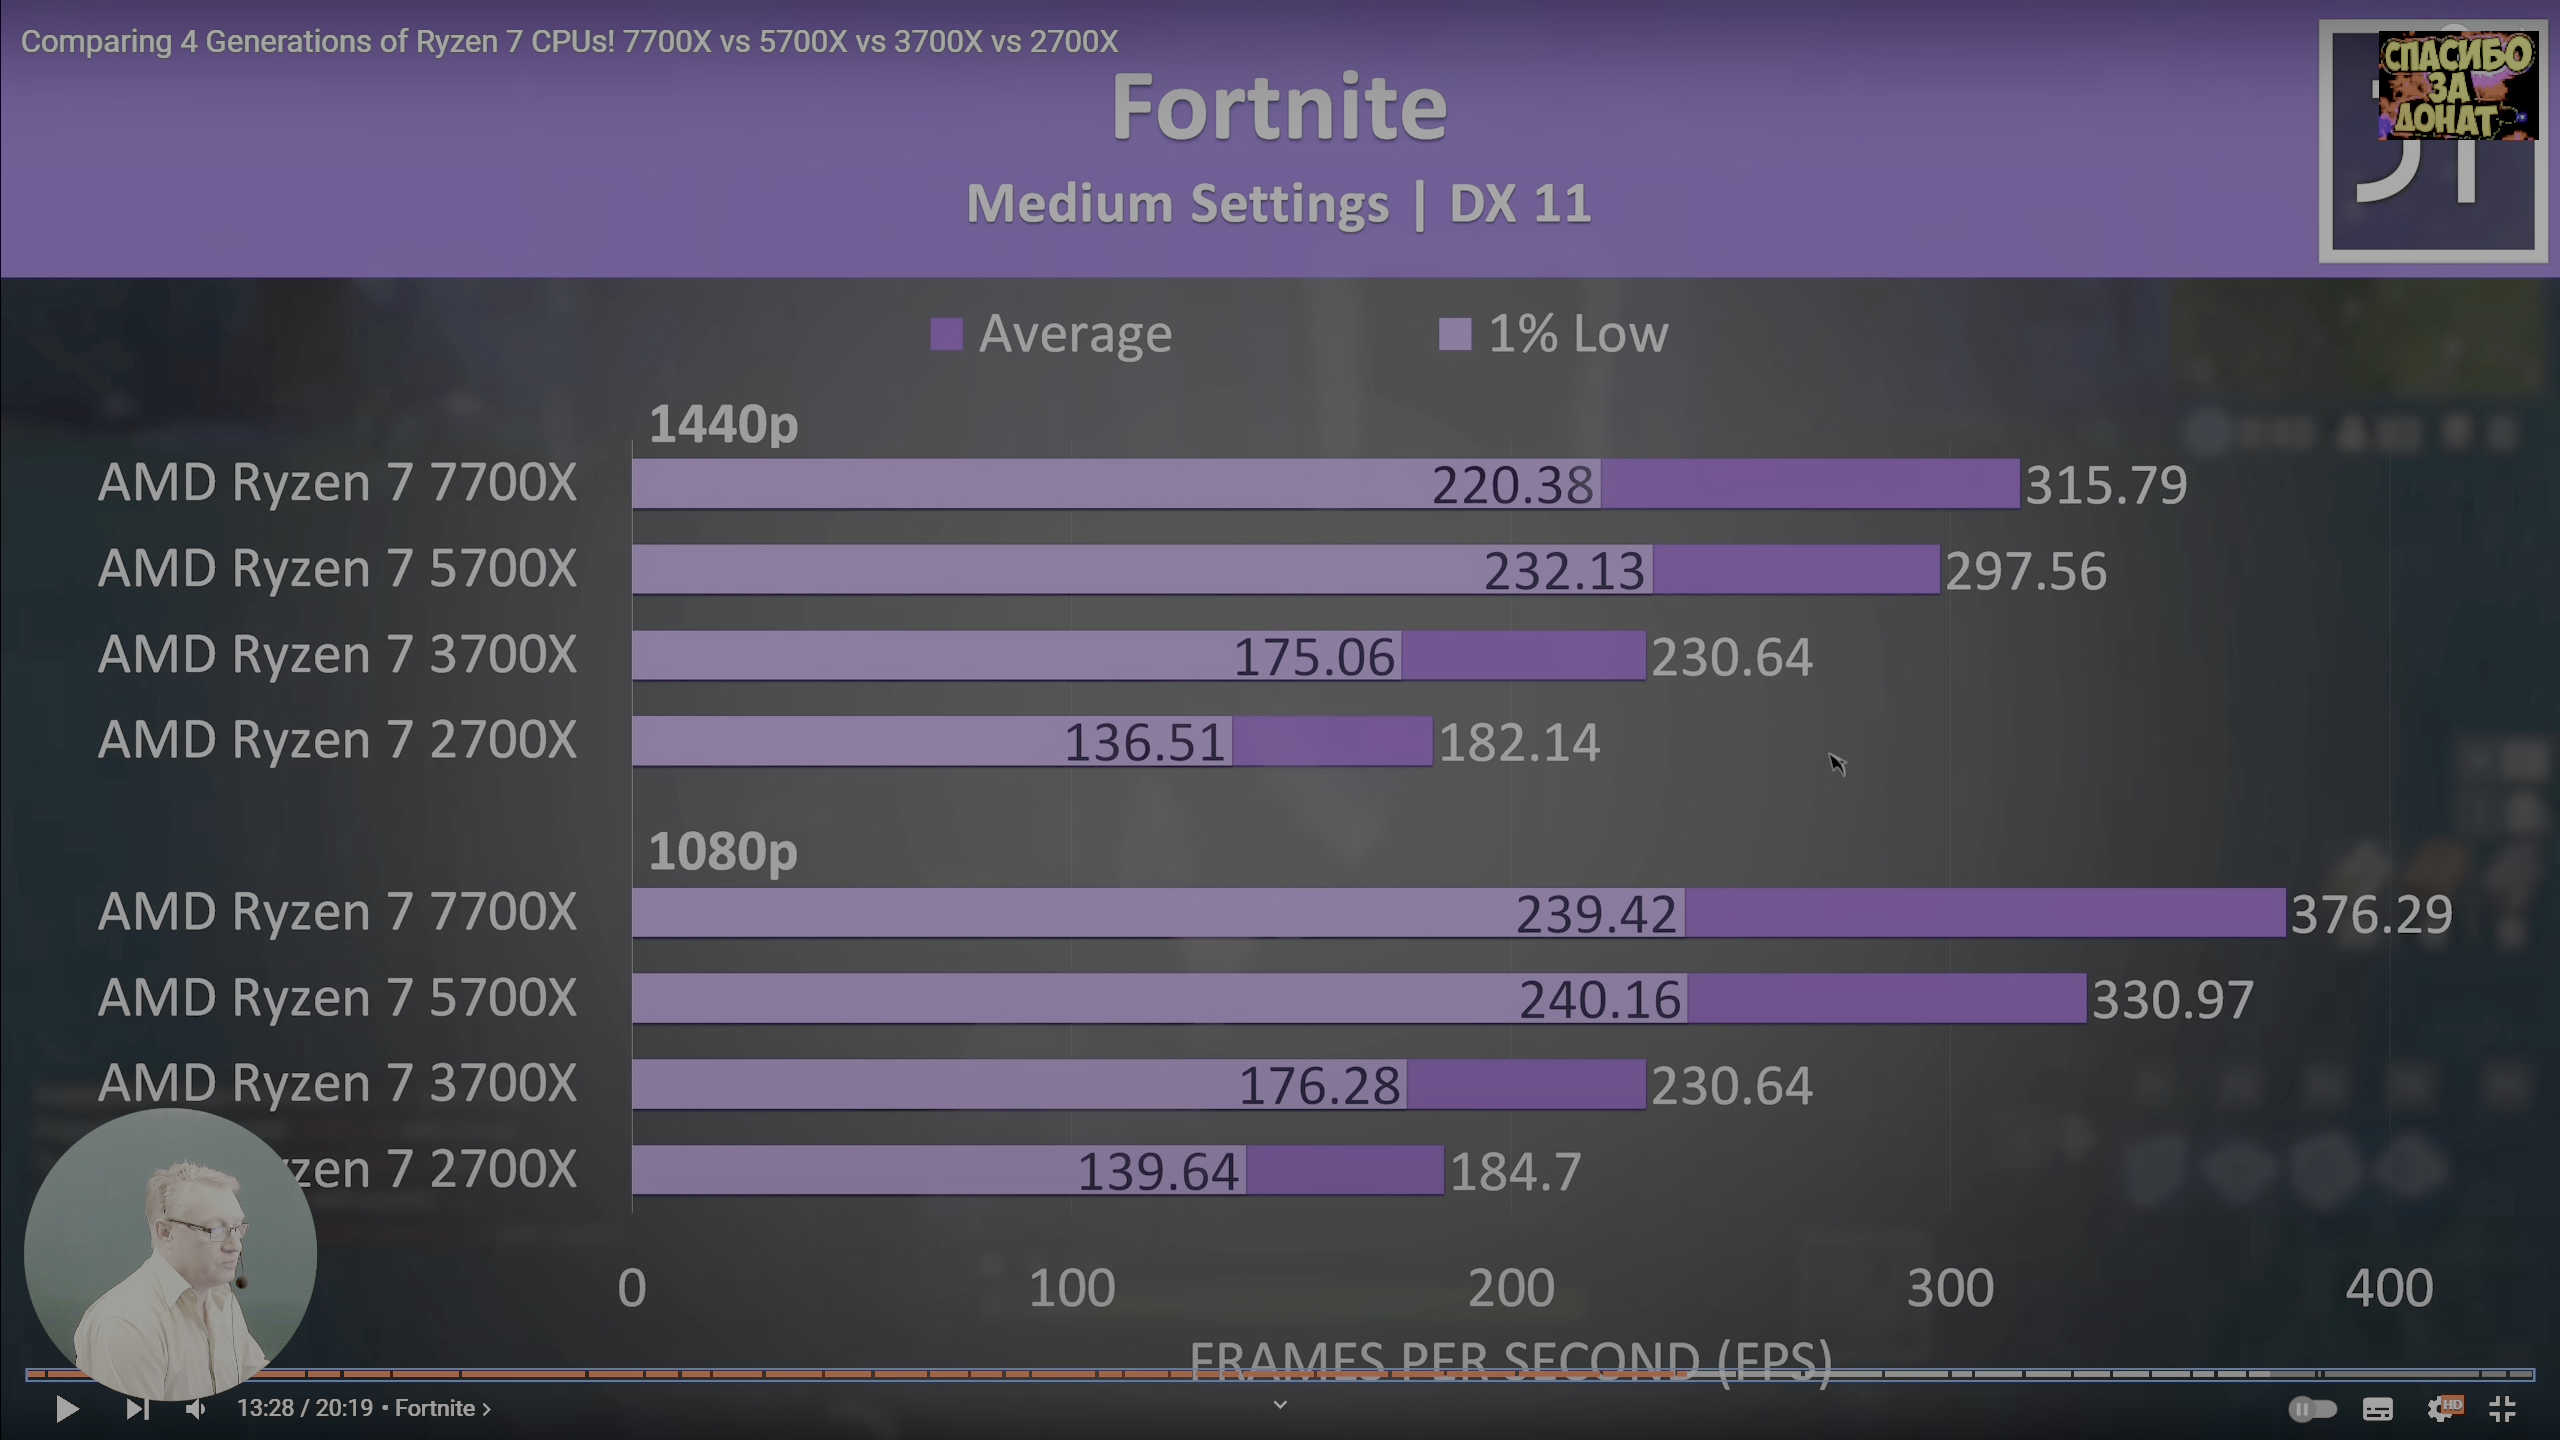 Comparing 4 Generations of Ryzen 7 CPUs! 7700X vs 5700X vs 3700X vs 2700X
СПАСИБО
ЗА
ДОНАТ
Fortnite
Medium Settings | DX 11
Average
1% Low
1440p
AMD Ryzen 7 7700X 220.38 315.79
AMD Ryzen 7 5700X 232.13 297.56
AMD Ryzen 7 3700X 175.06 230.64
AMD Ryzen 7 2700X 136.51 182.14
1080p
AMD Ryzen 7 7700X 239.42 376.29
AMD Ryzen 7 5700X 240.16 330.97
AMD Ryzen 7 3700X 176.28 230.64
zen 7 2700X 139.64 184.7
0 100 200 300 400
FRAMES PER SECOND (FPS)
13:28 / 20:19 • Fortnite
HD